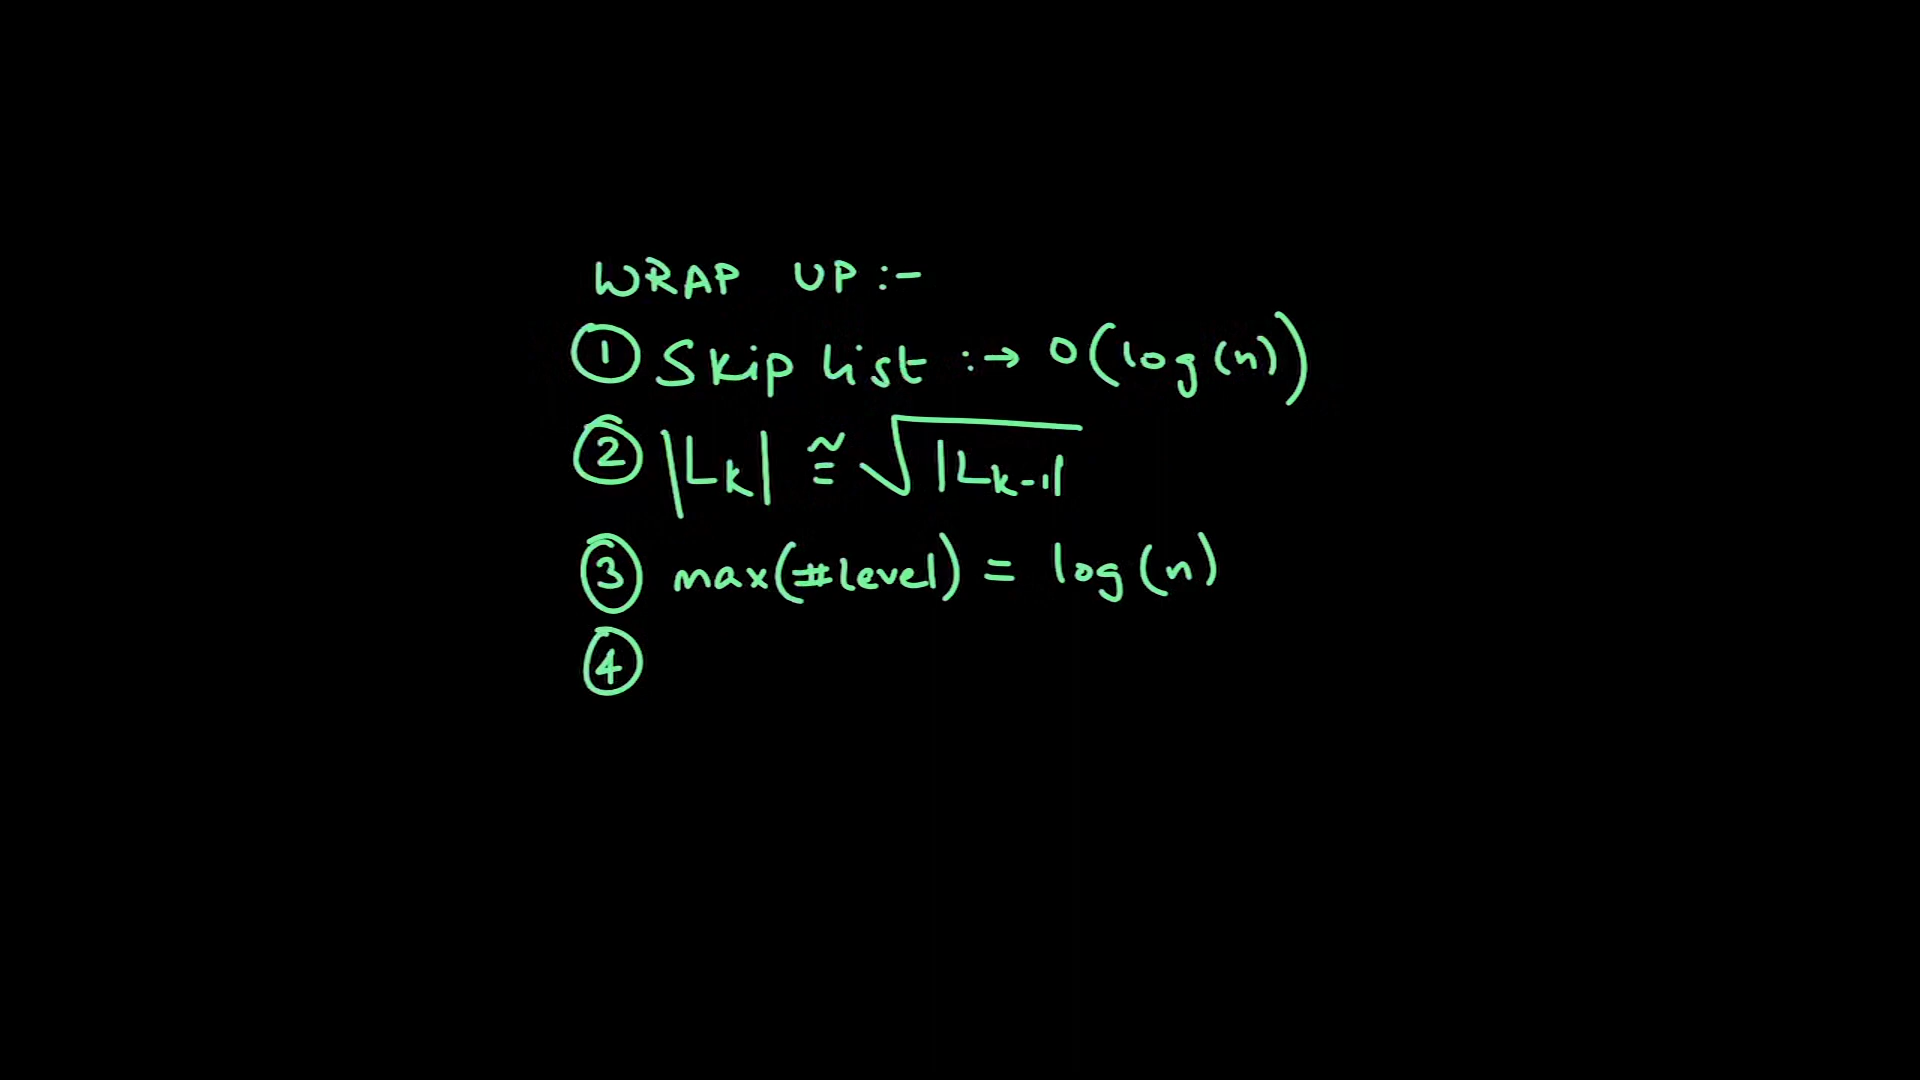 WRAP UP :-
① Skip list :→ O(log(n))
② |Lₖ| ≅ √|Lₖ₋₁|
③ max(#level) = log(n)
④